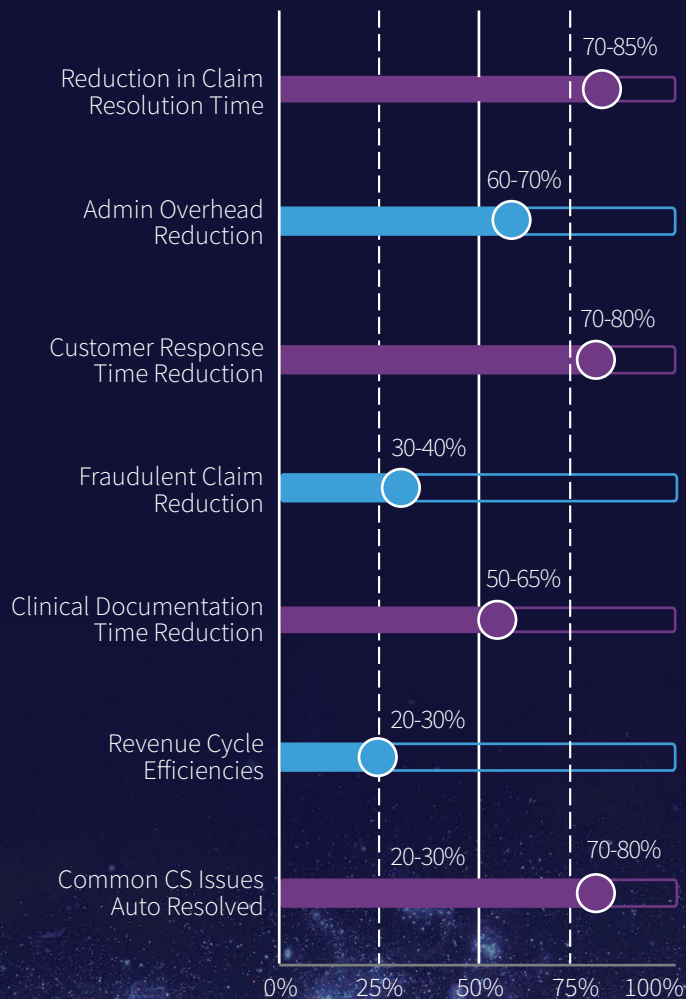 70-85%
Reduction in Claim
Resolution Time
60-70%
Admin Overhead
Reduction
70-80%
Customer Response
Time Reduction
30-40%
Fraudulent Claim
Reduction
50-65%
Clinical Documentation
Time Reduction
20-30%
Revenue Cycle
Efficiencies
20-30%
70-80%
Common CS Issues
Auto Resolved
0% 25% 50% 75% 100%